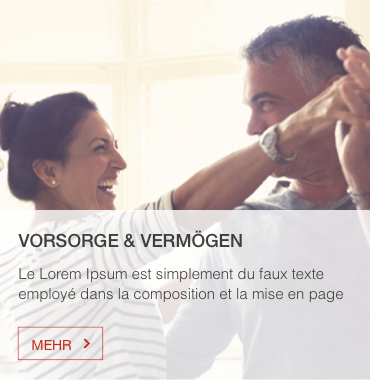 VORSORGE & VERMÖGEN
Le Lorem Ipsum est simplement du faux texte
employé dans la composition et la mise en page
MEHR